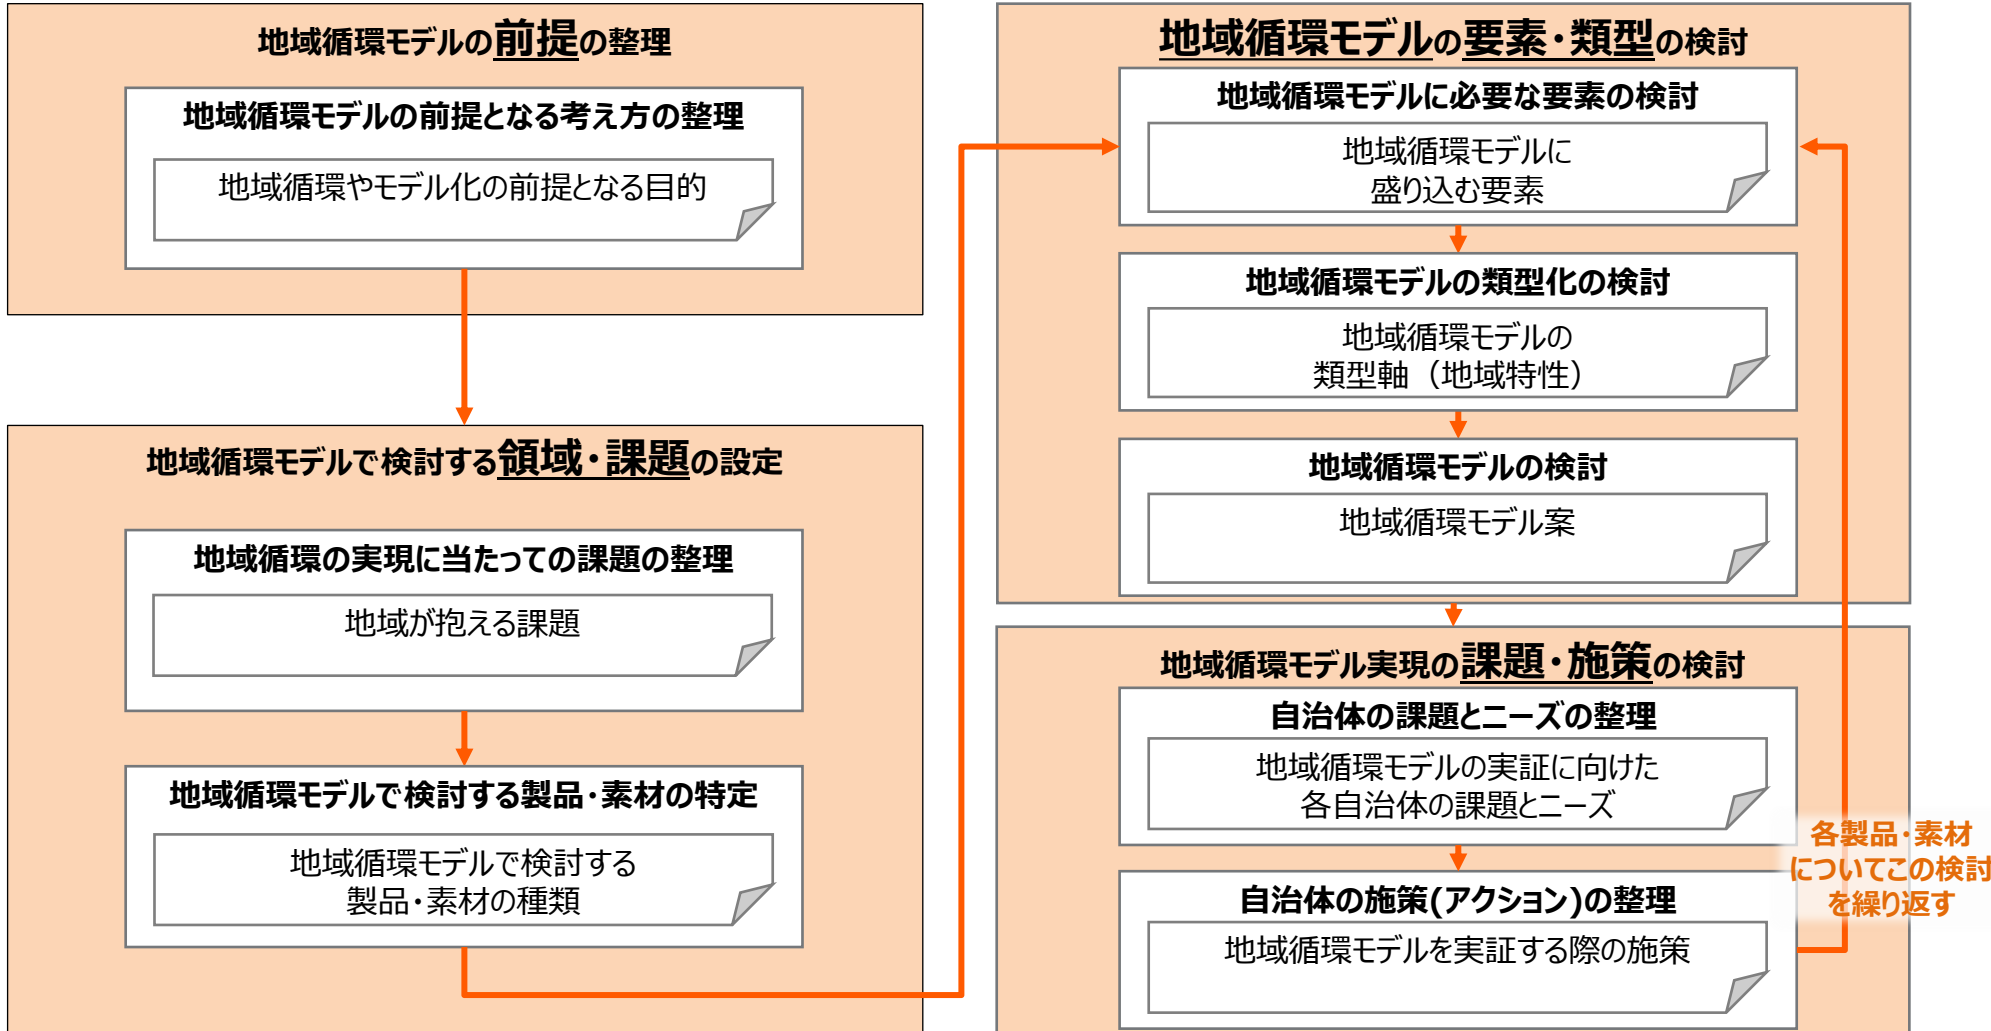 地域循環モデルの前提の整理
地域循環モデルの前提となる考え方の整理
地域循環やモデル化の前提となる目的
地域循環モデルで検討する領域・課題の設定
地域循環の実現に当たっての課題の整理
地域が抱える課題
地域循環モデルで検討する製品・素材の特定
地域循環モデルで検討する
製品・素材の種類
地域循環モデルの要素・類型の検討
地域循環モデルに必要な要素の検討
地域循環モデルに
盛り込む要素
地域循環モデルの類型化の検討
地域循環モデルの
類型軸（地域特性）
地域循環モデルの検討
地域循環モデル案
地域循環モデル実現の課題・施策の検討
自治体の課題とニーズの整理
地域循環モデルの実証に向けた
各自治体の課題とニーズ
自治体の施策(アクション)の整理
地域循環モデルを実証する際の施策
各製品・素材
についてこの検討
を繰り返す